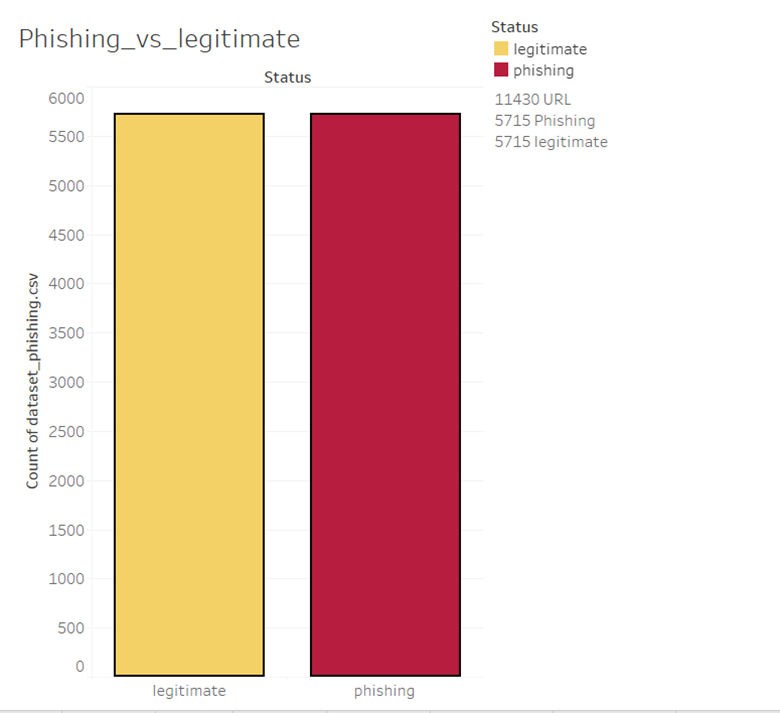 Phishing_vs_legitimate
Status
legitimate
phishing
11430 URL
5715 Phishing
5715 legitimate
Status
Count of dataset_phishing.csv
6000
5500
5000
4500
4000
3500
3000
2500
2000
1500
1000
500
0
legitimate
phishing